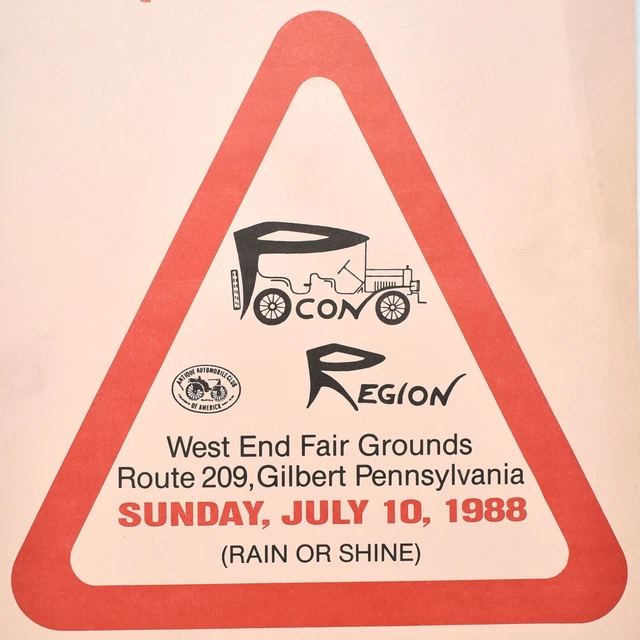 POCONO
REGION
ANTIQUE AUTOMOBILE CLUB
OF AMERICA
West End Fair Grounds
Route 209, Gilbert Pennsylvania
SUNDAY, JULY 10, 1988
(RAIN OR SHINE)